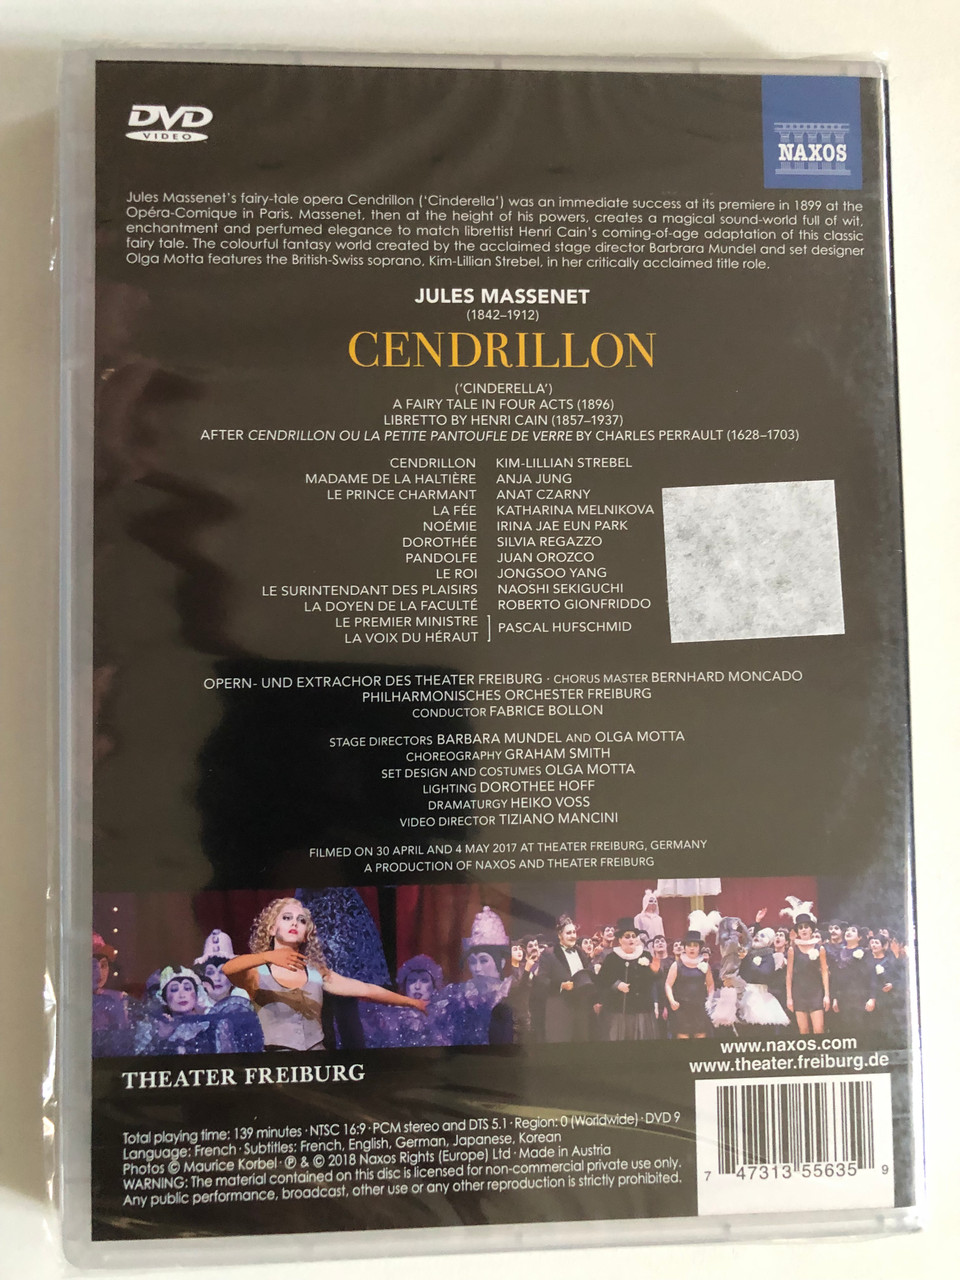 DVD
VIDEO
NAXOS
Jules Massenet's fairy-tale opera Cendrillon ('Cinderella') was an immediate success at its premiere in 1899 at the
Opéra-Comique in Paris. Massenet, then at the height of his powers, creates a magical sound-world full of wit,
enchantment and perfumed elegance to match librettist Henri Cain's coming-of-age adaptation of this classic
fairy tale. The colourful fantasy world created by the acclaimed stage director Barbrara Mundel and set designer
Olga Motta features the British-Swiss soprano, Kim-Lillian Strebel, in her critically acclaimed title role.
JULES MASSENET
(1842–1912)
CENDRILLON
('CINDERELLA')
A FAIRY TALE IN FOUR ACTS (1896)
LIBRETTO BY HENRI CAIN (1857–1937)
AFTER CENDRILLON OU LA PETITE PANTOUFLE DE VERRE BY CHARLES PERRAULT (1628–1703)
CENDRILLON KIM-LILLIAN STREBEL
MADAME DE LA HALTIÈRE ANJA JUNG
LE PRINCE CHARMANT ANAT CZARNY
LA FÉE KATHARINA MELNIKOVA
NOÉMIE IRINA JAE EUN PARK
DOROTHÉE SILVIA REGAZZO
PANDOLFE JUAN OROZCO
LE ROI JONGSOO YANG
LE SURINTENDANT DES PLAISIRS NAOSHI SEKIGUCHI
LA DOYEN DE LA FACULTÉ ROBERTO GIONFRIDDO
LE PREMIER MINISTRE
LA VOIX DU HÉRAUT ] PASCAL HUFSCHMID
OPERN- UND EXTRACHOR DES THEATER FREIBURG · CHORUS MASTER BERNHARD MONCADO
PHILHARMONISCHES ORCHESTER FREIBURG
CONDUCTOR FABRICE BOLLON
STAGE DIRECTORS BARBARA MUNDEL AND OLGA MOTTA
CHOREOGRAPHY GRAHAM SMITH
SET DESIGN AND COSTUMES OLGA MOTTA
LIGHTING DOROTHEE HOFF
DRAMATURGY HEIKO VOSS
VIDEO DIRECTOR TIZIANO MANCINI
FILMED ON 30 APRIL AND 4 MAY 2017 AT THEATER FREIBURG, GERMANY
A PRODUCTION OF NAXOS AND THEATER FREIBURG
www.naxos.com
www.theater.freiburg.de
THEATER FREIBURG
Total playing time: 139 minutes · NTSC 16:9 · PCM stereo and DTS 5.1 · Region: 0 (Worldwide) · DVD 9
Language: French · Subtitles: French, English, German, Japanese, Korean
Photos © Maurice Korbel · ℗ & © 2018 Naxos Rights (Europe) Ltd · Made in Austria
WARNING: The material contained on this disc is licensed for non-commercial private use only.
Any public performance, broadcast, other use or any other reproduction is strictly prohibited.
7 47313 55635 9